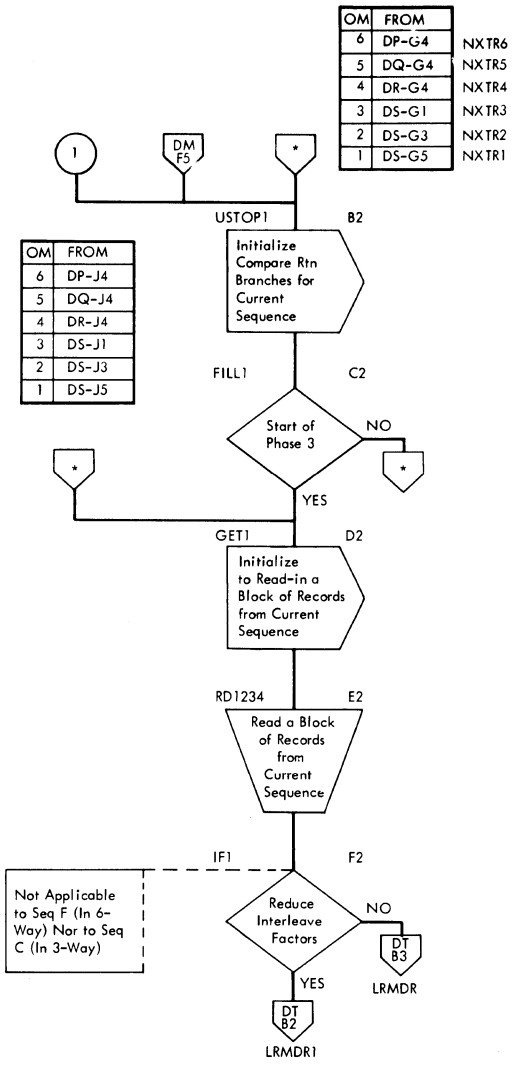 OM FROM
6 DP-G4 NXTR6
5 DQ-G4 NXTR5
4 DR-G4 NXTR4
3 DS-G1 NXTR3
2 DS-G3 NXTR2
1 DS-G5 NXTR1
1
DM
F5
*
USTOP1 B2
Initialize
Compare Rtn
Branches for
Current
Sequence
OM FROM
6 DP-J4
5 DQ-J4
4 DR-J4
3 DS-J1
2 DS-J3
1 DS-J5
FILL1 C2
Start of
Phase 3
NO
*
*
YES
GET1 D2
Initialize
to Read-in a
Block of Records
from Current
Sequence
RD1234 E2
Read a Block
of Records
from
Current
Sequence
IF1 F2
Not Applicable
to Seq F (In 6-
Way) Nor to Seq
C (In 3-Way)
Reduce
Interleave
Factors
NO
DT
B3
LRMDR
YES
DT
B2
LRMDR1